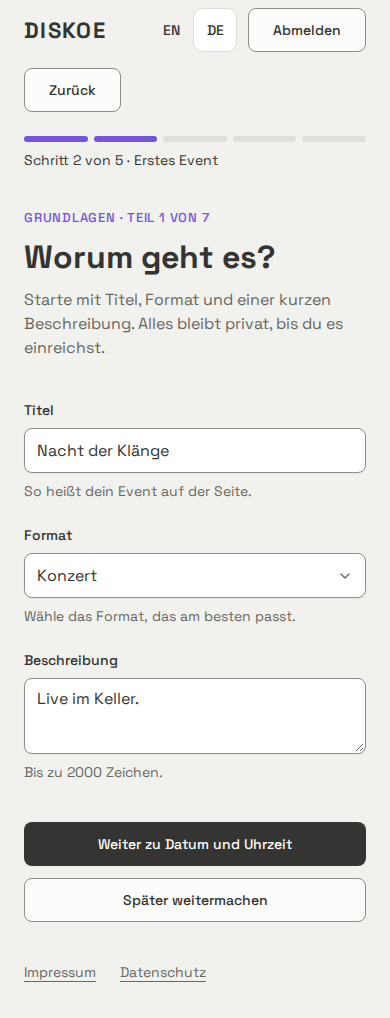 DISKOE
EN DE Abmelden
Zurück
Schritt 2 von 5 · Erstes Event
GRUNDLAGEN · TEIL 1 VON 7
Worum geht es?
Starte mit Titel, Format und einer kurzen
Beschreibung. Alles bleibt privat, bis du es
einreichst.
Titel
Nacht der Klänge
So heißt dein Event auf der Seite.
Format
Konzert
Wähle das Format, das am besten passt.
Beschreibung
Live im Keller.
Bis zu 2000 Zeichen.
Weiter zu Datum und Uhrzeit
Später weitermachen
Impressum Datenschutz